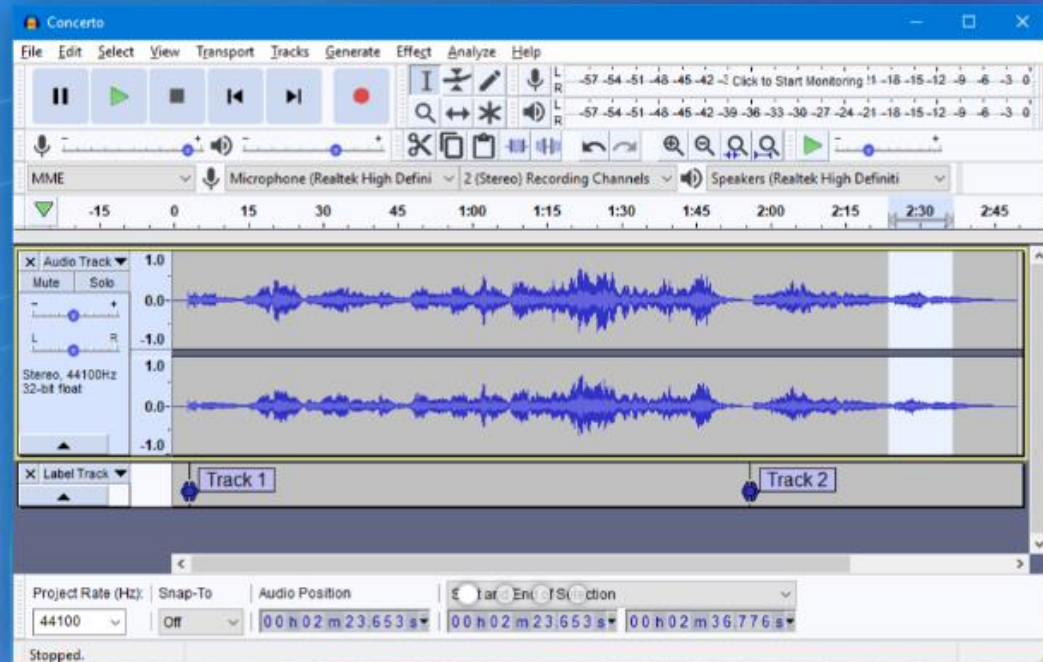 Concerto
File Edit Select View Transport Tracks Generate Effect Analyze Help
L R -57 -54 -51 -48 -45 -42 Click to Start Monitoring -18 -15 -12 -9 -6 -3 0
L R -57 -54 -51 -48 -45 -42 -39 -36 -33 -30 -27 -24 -21 -18 -15 -12 -9 -6 -3 0
MME Microphone (Realtek High Defini 2 (Stereo) Recording Channels Speakers (Realtek High Definiti
-15 0 15 30 45 1:00 1:15 1:30 1:45 2:00 2:15 2:30 2:45
Audio Track 1.0
Mute Solo
- + 0.0
L R -1.0
Stereo, 44100Hz 1.0
32-bit float
0.0
-1.0
Label Track
Track 1 Track 2
Project Rate (Hz): Snap-To Audio Position Start and End of Selection
44100 Off 00 h 02 m 23.653 s 00 h 02 m 23.653 s 00 h 02 m 36.776 s
Stopped.